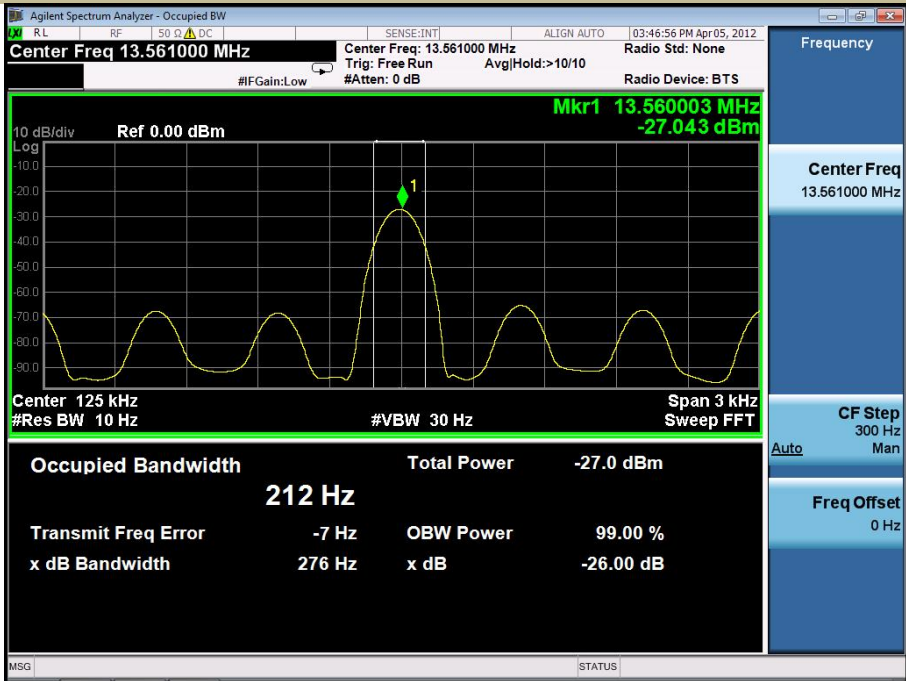 Agilent Spectrum Analyzer - Occupied BW
LXI RL RF 50 Ω DC SENSE:INT ALIGN AUTO 03:46:56 PM Apr 05, 2012
Center Freq 13.561000 MHz
Center Freq: 13.561000 MHz
Radio Std: None
Trig: Free Run Avg|Hold:>10/10
#IFGain:Low
#Atten: 0 dB
Radio Device: BTS
Frequency
Mkr1 13.560003 MHz
-27.043 dBm
10 dB/div Ref 0.00 dBm
Log
-10.0
-20.0
-30.0
-40.0
-50.0
-60.0
-70.0
-80.0
-90.0
1
Center 125 kHz
Span 3 kHz
#Res BW 10 Hz
#VBW 30 Hz
Sweep FFT
Occupied Bandwidth
212 Hz
Total Power -27.0 dBm
Transmit Freq Error -7 Hz
OBW Power 99.00 %
x dB Bandwidth 276 Hz
x dB -26.00 dB
Center Freq
13.561000 MHz
CF Step
300 Hz
Auto Man
Freq Offset
0 Hz
MSG
STATUS